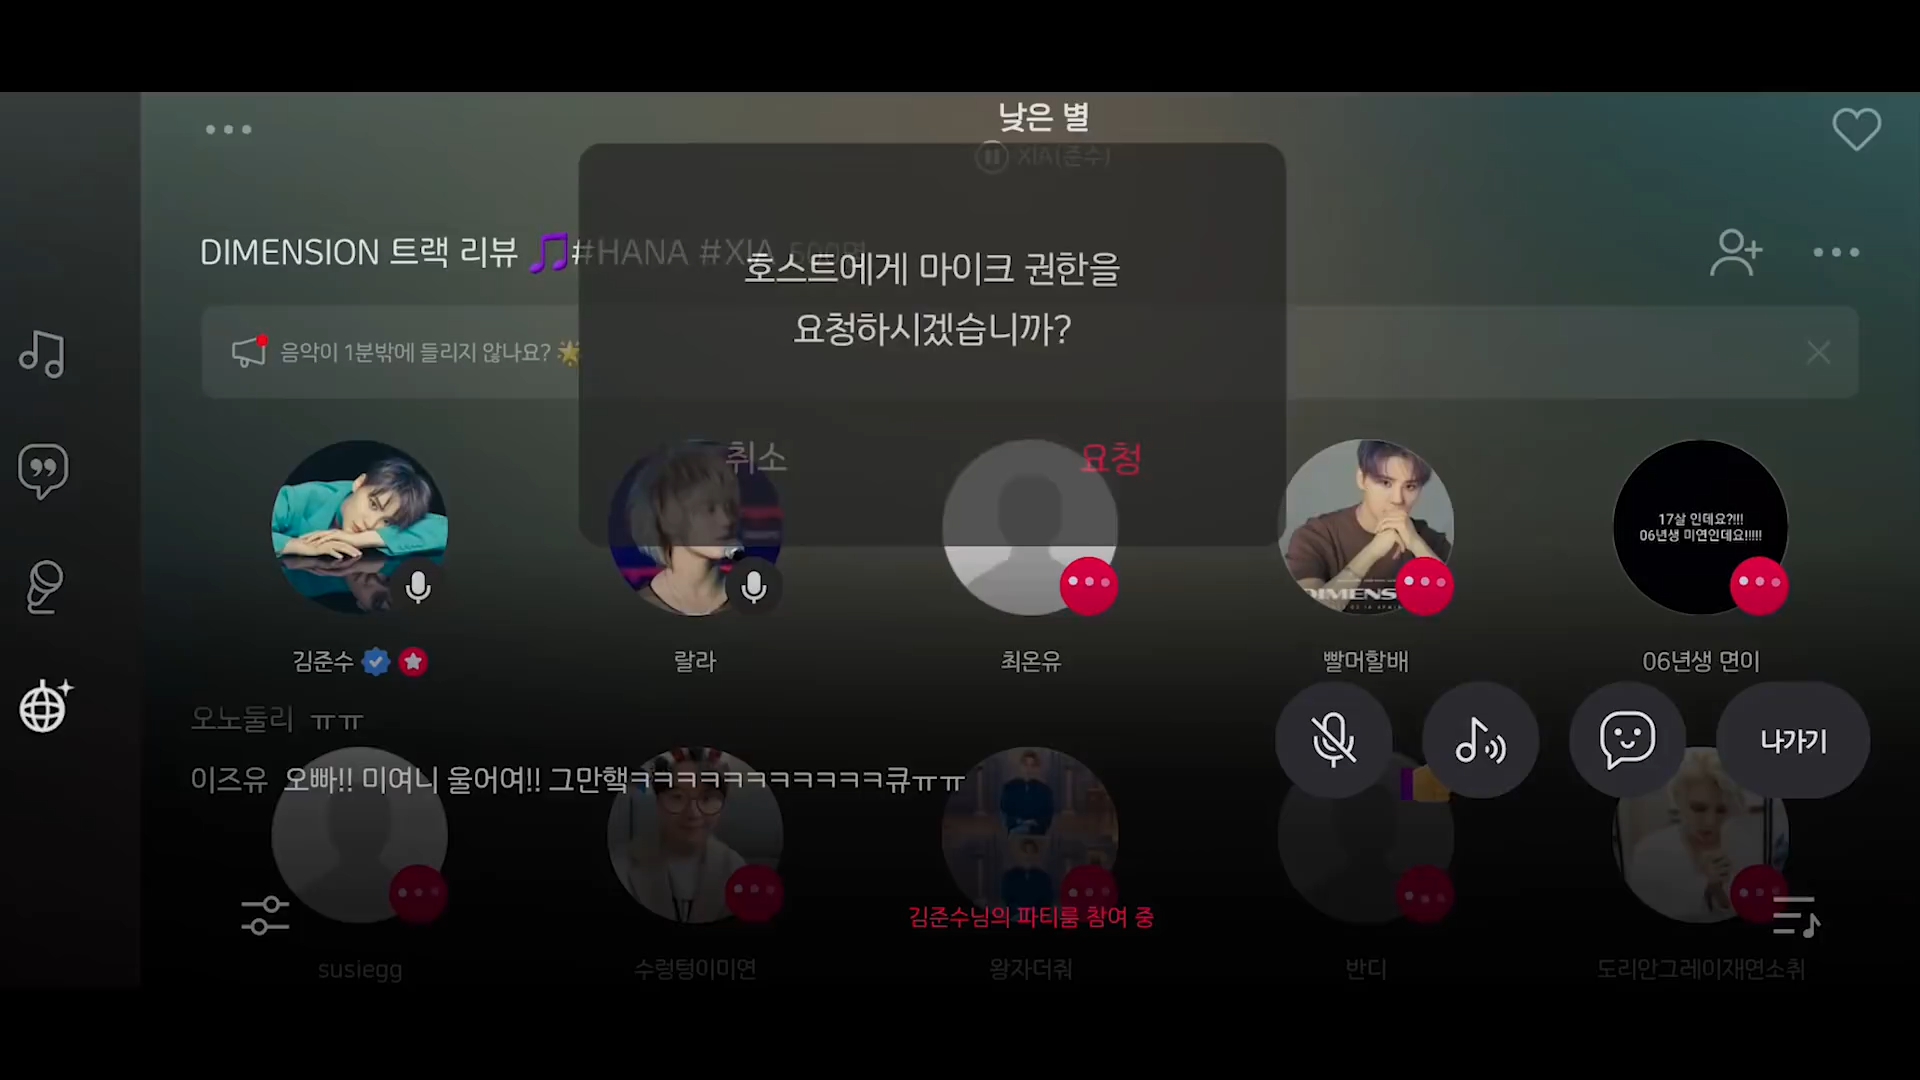 낮은 별
XIA(준수)
DIMENSION 트랙 리뷰 🎵#HANA #XIA 500명
호스트에게 마이크 권한을
요청하시겠습니까?
음악이 1분밖에 들리지 않나요? 🌟
취소
요청
17살 인데요?!!!
06년생 미연인데요!!!!!
DIMENS
김준수
랄라
최온유
빨머할배
06년생 면이
오노둘리 ㅠㅠ
이즈유 오빠!! 미여니 울어여!! 그만핵ㅋㅋㅋㅋㅋㅋㅋㅋㅋㅋㅋ큐ㅠㅠ
나가기
김준수님의 파티룸 참여 중
susiegg
수렁텅이미연
왕자더줘
반디
도리안그레이재연소취